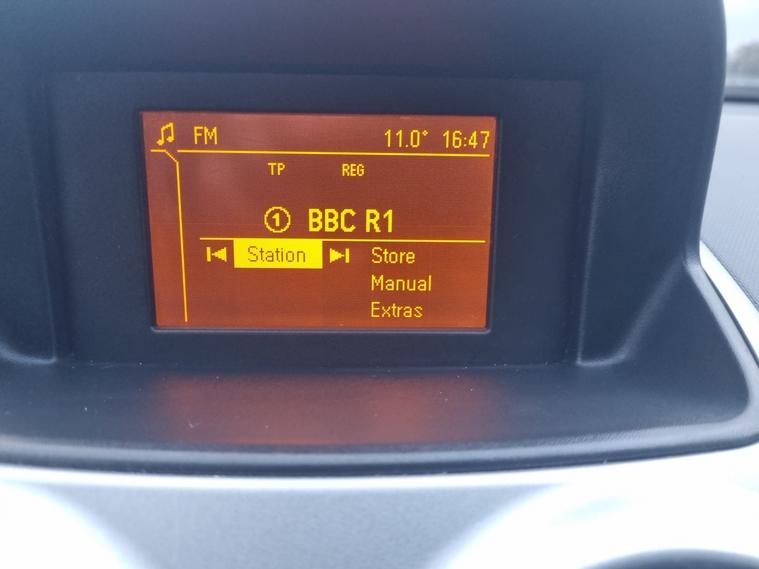 FM 11.0° 16:47
TP REG
1 BBC R1
Station Store
Manual
Extras